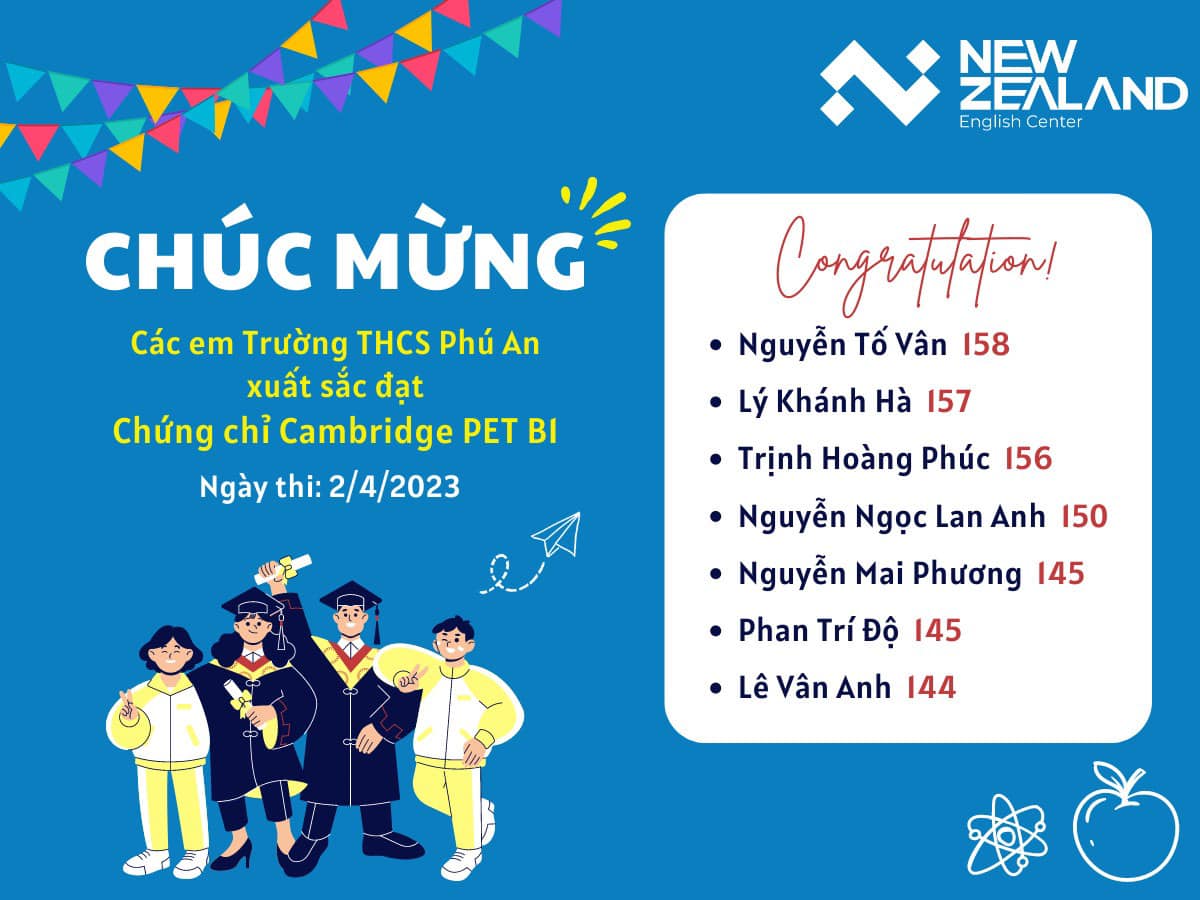 NEW
ZEALAND
English Center
CHÚC MỪNG
Các em Trường THCS Phú An
xuất sắc đạt
Chứng chỉ Cambridge PET B1
Ngày thi: 2/4/2023
Congratulation!
• Nguyễn Tố Vân 158
• Lý Khánh Hà 157
• Trịnh Hoàng Phúc 156
• Nguyễn Ngọc Lan Anh 150
• Nguyễn Mai Phương 145
• Phan Trí Độ 145
• Lê Vân Anh 144